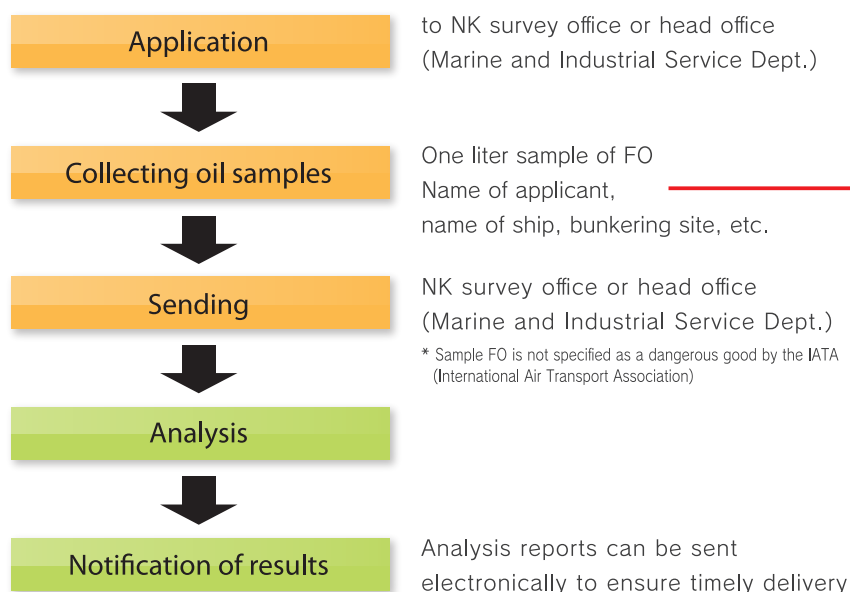 Application
to NK survey office or head office
(Marine and Industrial Service Dept.)
Collecting oil samples
One liter sample of FO
Name of applicant,
name of ship, bunkering site, etc.
Sending
NK survey office or head office
(Marine and Industrial Service Dept.)
* Sample FO is not specified as a dangerous good by the IATA
(International Air Transport Association)
Analysis
Notification of results
Analysis reports can be sent
electronically to ensure timely delivery